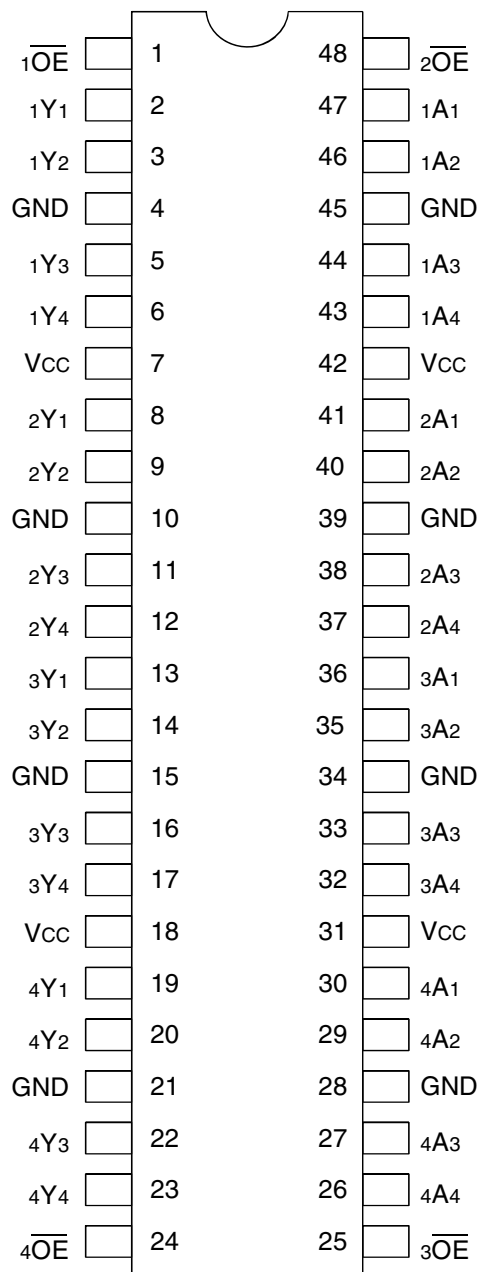 1O̅E̅ 1 48 2O̅E̅
1Y1 2 47 1A1
1Y2 3 46 1A2
GND 4 45 GND
1Y3 5 44 1A3
1Y4 6 43 1A4
VCC 7 42 VCC
2Y1 8 41 2A1
2Y2 9 40 2A2
GND 10 39 GND
2Y3 11 38 2A3
2Y4 12 37 2A4
3Y1 13 36 3A1
3Y2 14 35 3A2
GND 15 34 GND
3Y3 16 33 3A3
3Y4 17 32 3A4
VCC 18 31 VCC
4Y1 19 30 4A1
4Y2 20 29 4A2
GND 21 28 GND
4Y3 22 27 4A3
4Y4 23 26 4A4
4O̅E̅ 24 25 3O̅E̅